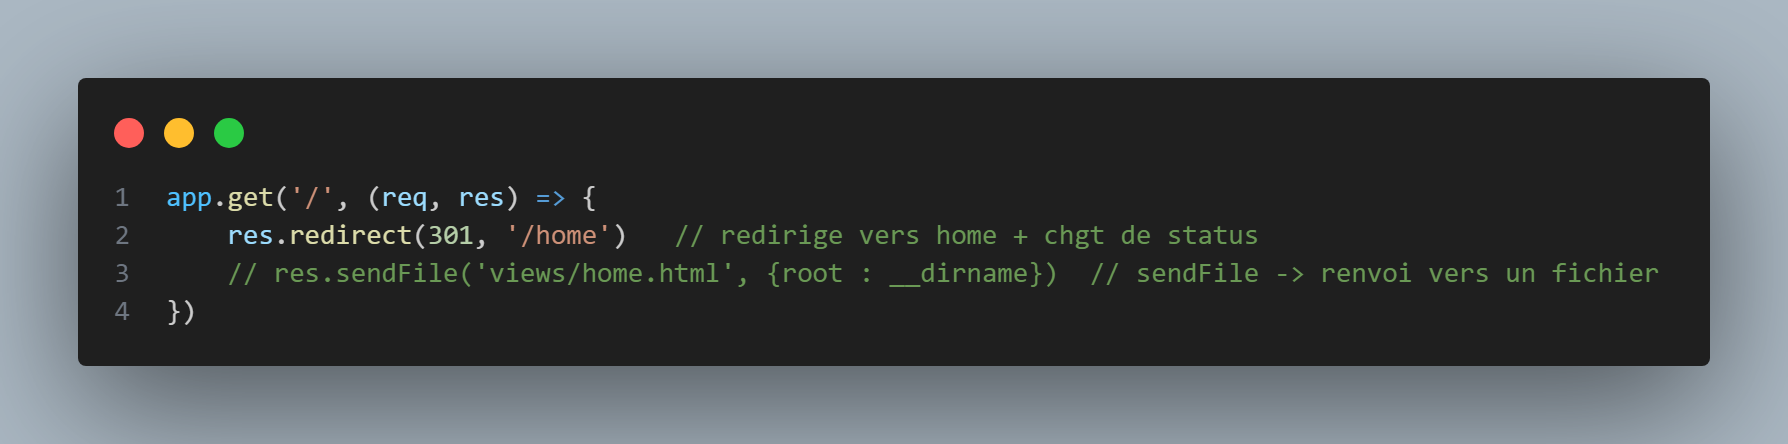 1 app.get('/', (req, res) => {
2     res.redirect(301, '/home')   // redirige vers home + chgt de status
3     // res.sendFile('views/home.html', {root : __dirname})  // sendFile -> renvoi vers un fichier
4 })